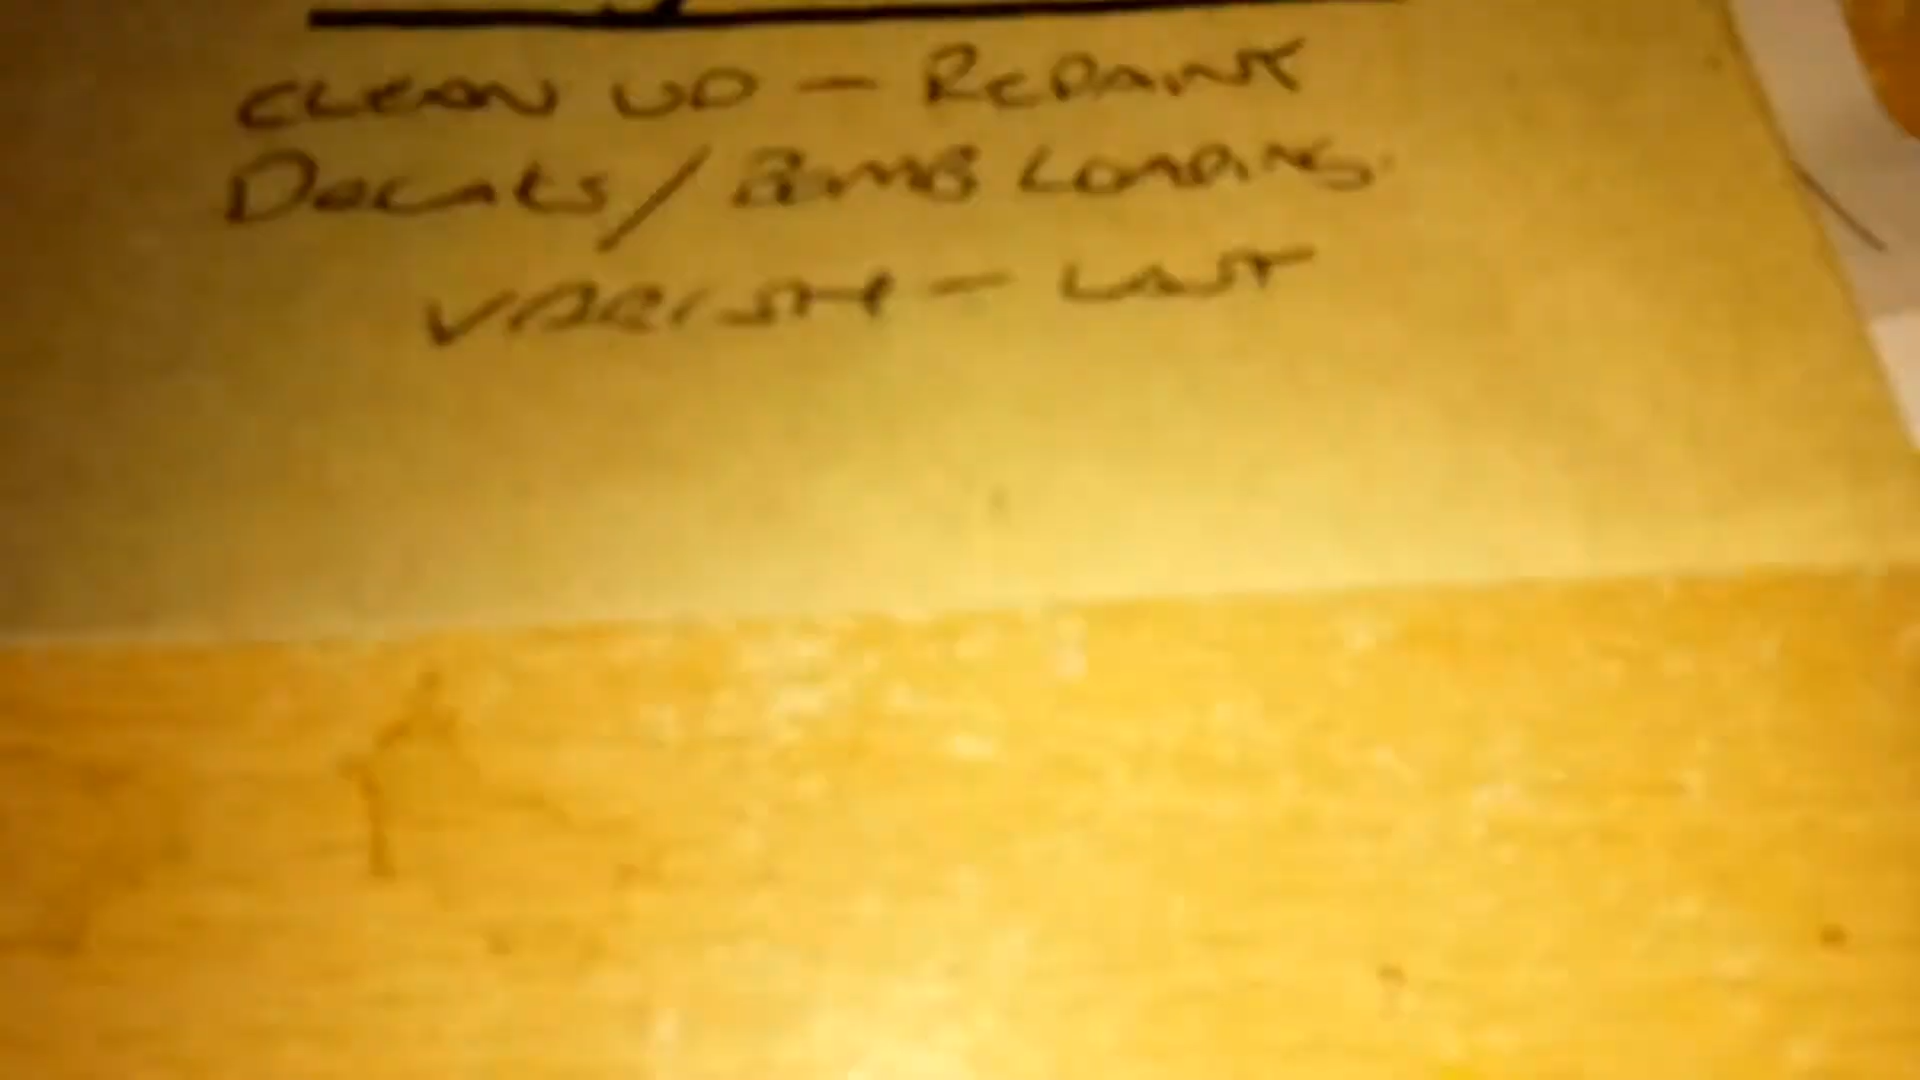 CLEAN UP — REPAINT
Decals / BOMB LOADING.
VARISH — LAST